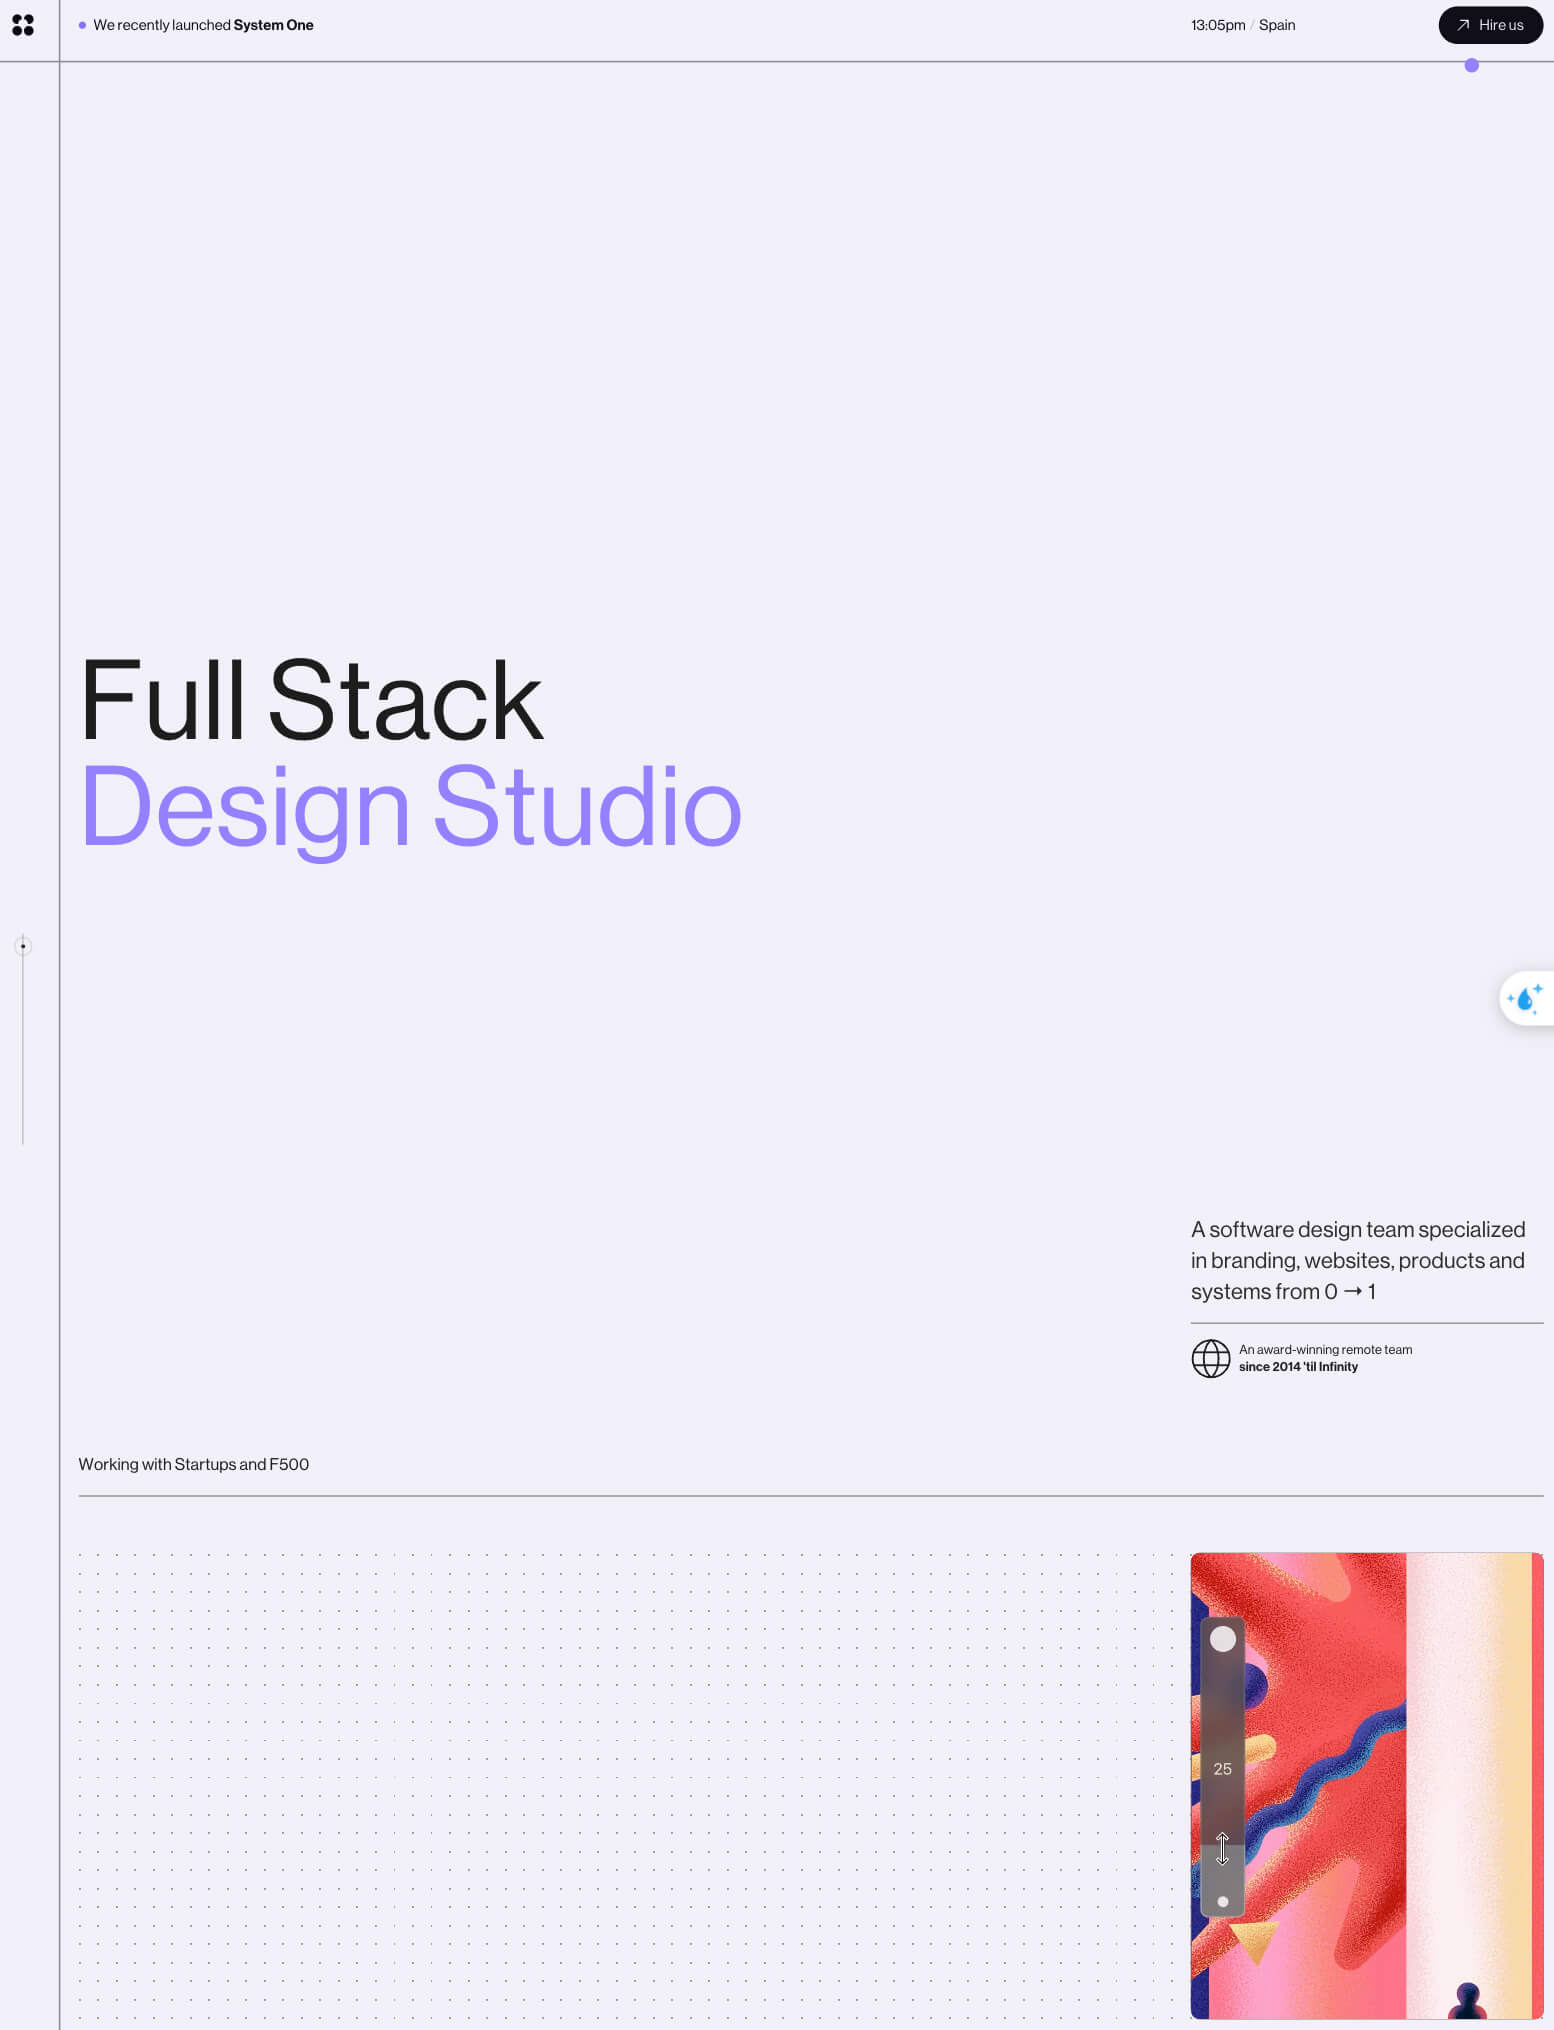 We recently launched System One
13:05pm / Spain
Hire us
Full Stack
Design Studio
A software design team specialized
in branding, websites, products and
systems from 0 → 1
An award-winning remote team
since 2014 'til Infinity
Working with Startups and F500
25